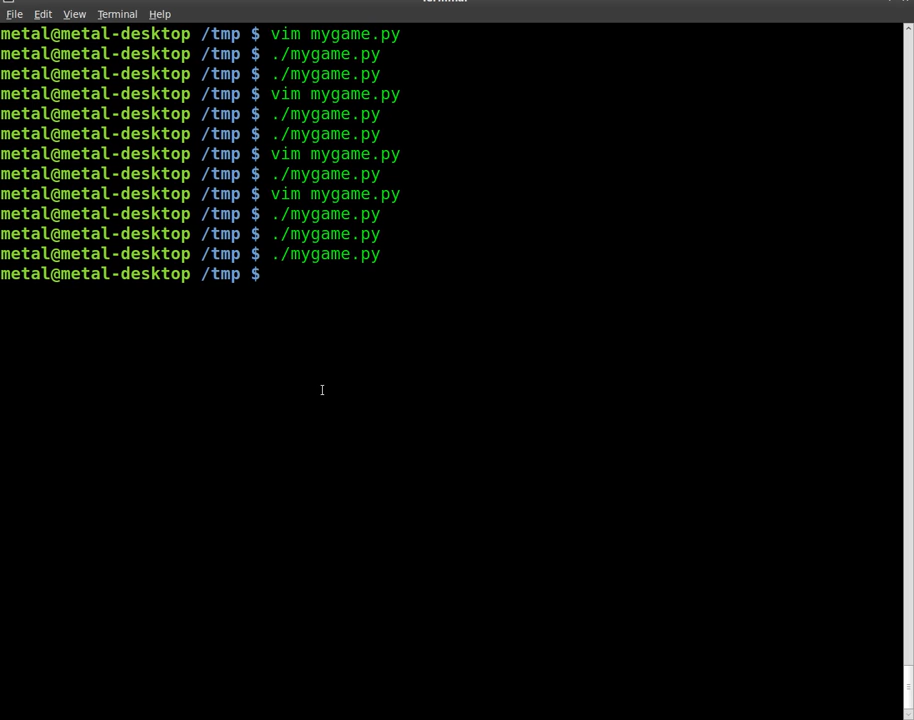 File Edit View Terminal Help
metal@metal-desktop /tmp $ vim mygame.py
metal@metal-desktop /tmp $ ./mygame.py
metal@metal-desktop /tmp $ ./mygame.py
metal@metal-desktop /tmp $ vim mygame.py
metal@metal-desktop /tmp $ ./mygame.py
metal@metal-desktop /tmp $ ./mygame.py
metal@metal-desktop /tmp $ vim mygame.py
metal@metal-desktop /tmp $ ./mygame.py
metal@metal-desktop /tmp $ vim mygame.py
metal@metal-desktop /tmp $ ./mygame.py
metal@metal-desktop /tmp $ ./mygame.py
metal@metal-desktop /tmp $ ./mygame.py
metal@metal-desktop /tmp $